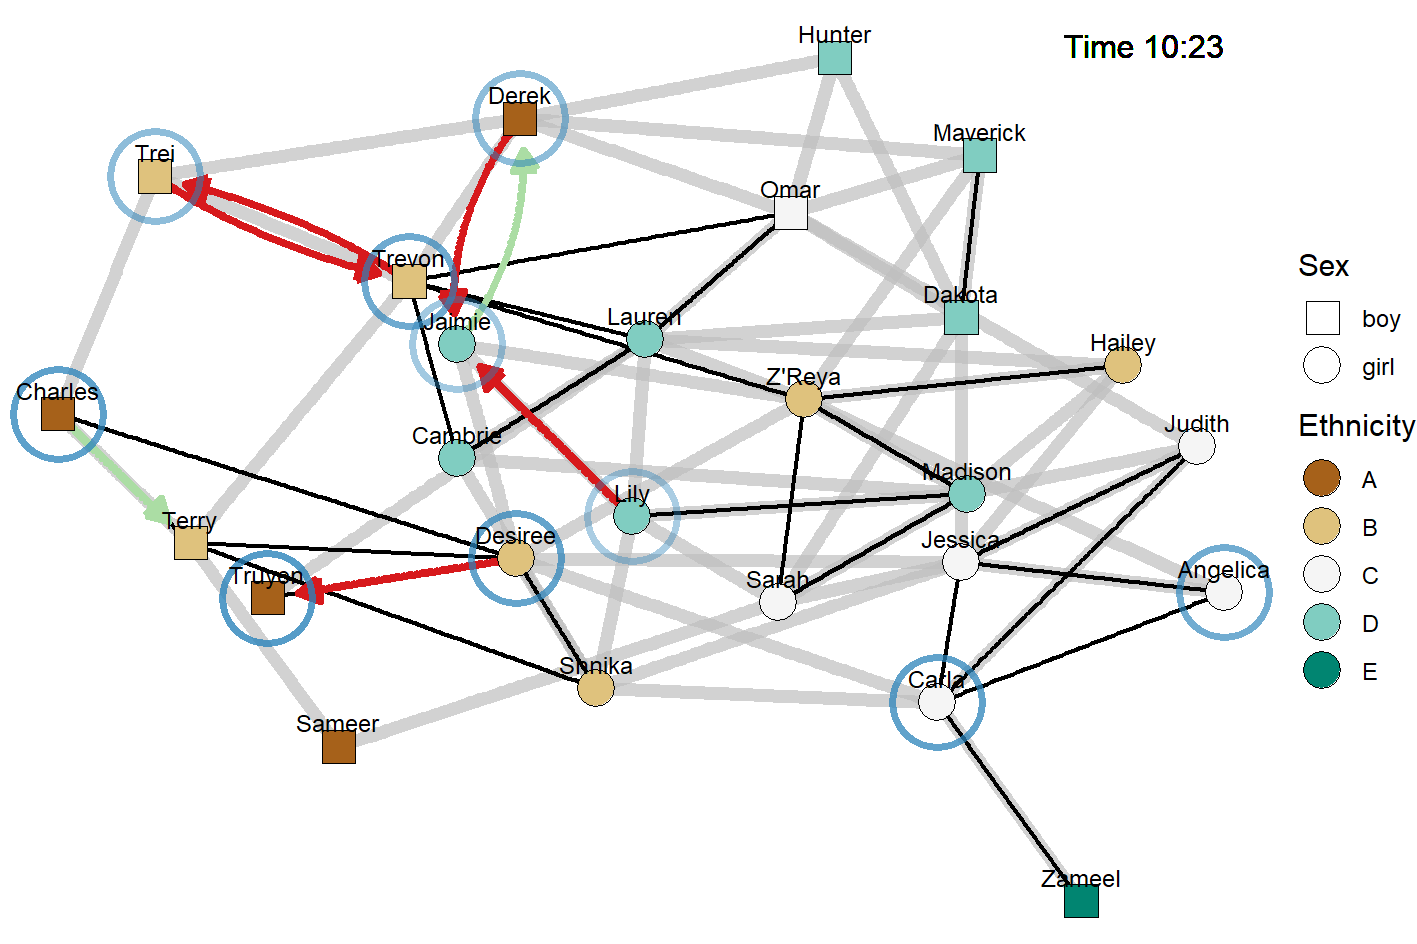 Hunter
Time 10:23
Derek
Maverick
Trei
Omar
Trevon
Dakota
Sex
Jaimie
Lauren
boy
Hailey
girl
Z'Reya
Charles
Judith
Ethnicity
Cambrie
Madison
A
Lily
Terry
B
Desiree
Jessica
Truyen
Sarah
Angelica
C
D
Shnika
Carla
E
Sameer
Zameel